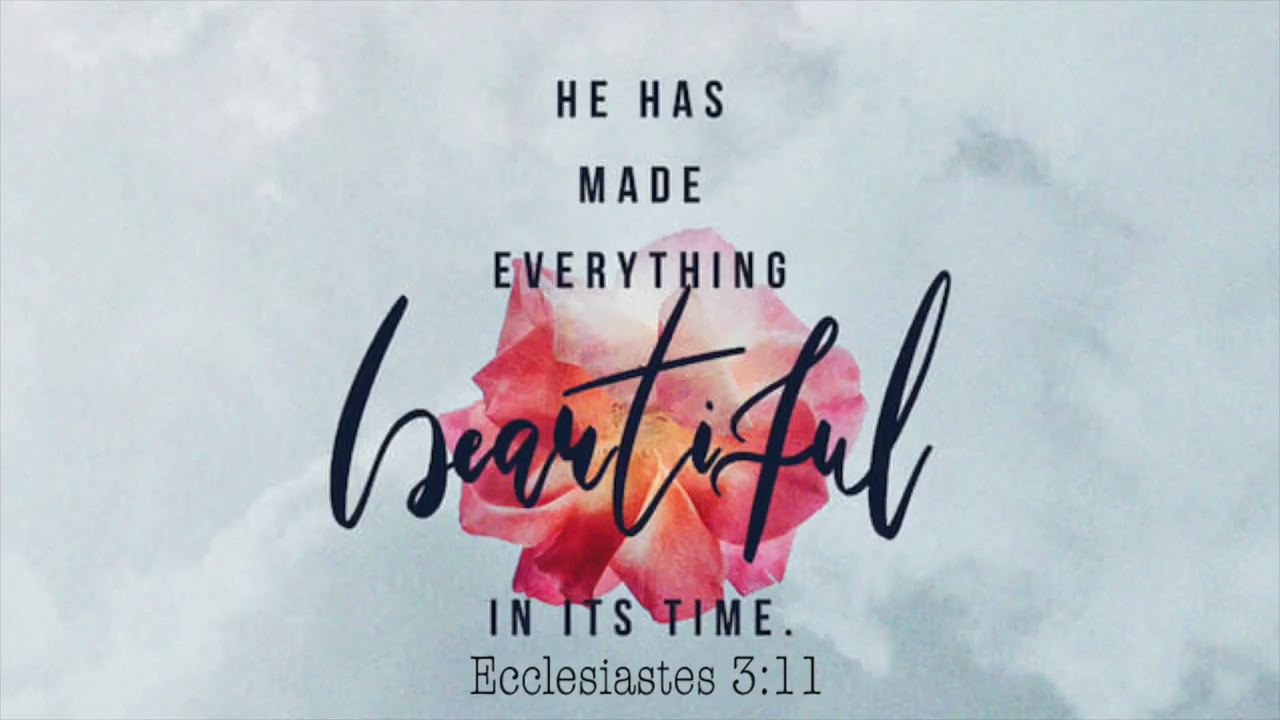 HE HAS
MADE
EVERYTHING
beautiful
IN ITS TIME.
Ecclesiastes 3:11